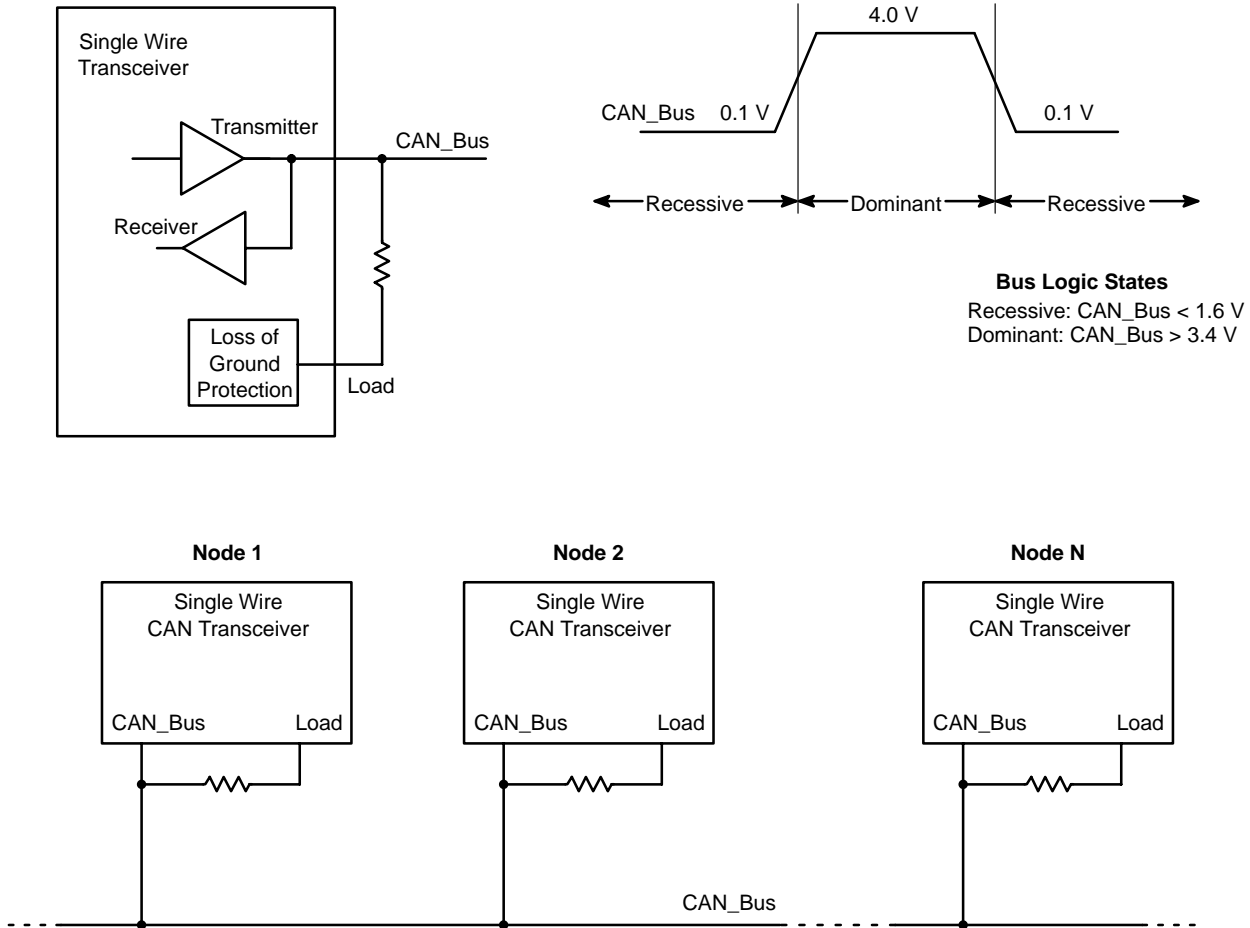 Single Wire
Transceiver
Transmitter
CAN_Bus
Receiver
Loss of
Ground
Protection
Load
4.0 V
CAN_Bus 0.1 V
0.1 V
Recessive
Dominant
Recessive
Bus Logic States
Recessive: CAN_Bus < 1.6 V
Dominant: CAN_Bus > 3.4 V
Node 1
Single Wire
CAN Transceiver
CAN_Bus
Load
Node 2
Single Wire
CAN Transceiver
CAN_Bus
Load
Node N
Single Wire
CAN Transceiver
CAN_Bus
Load
CAN_Bus